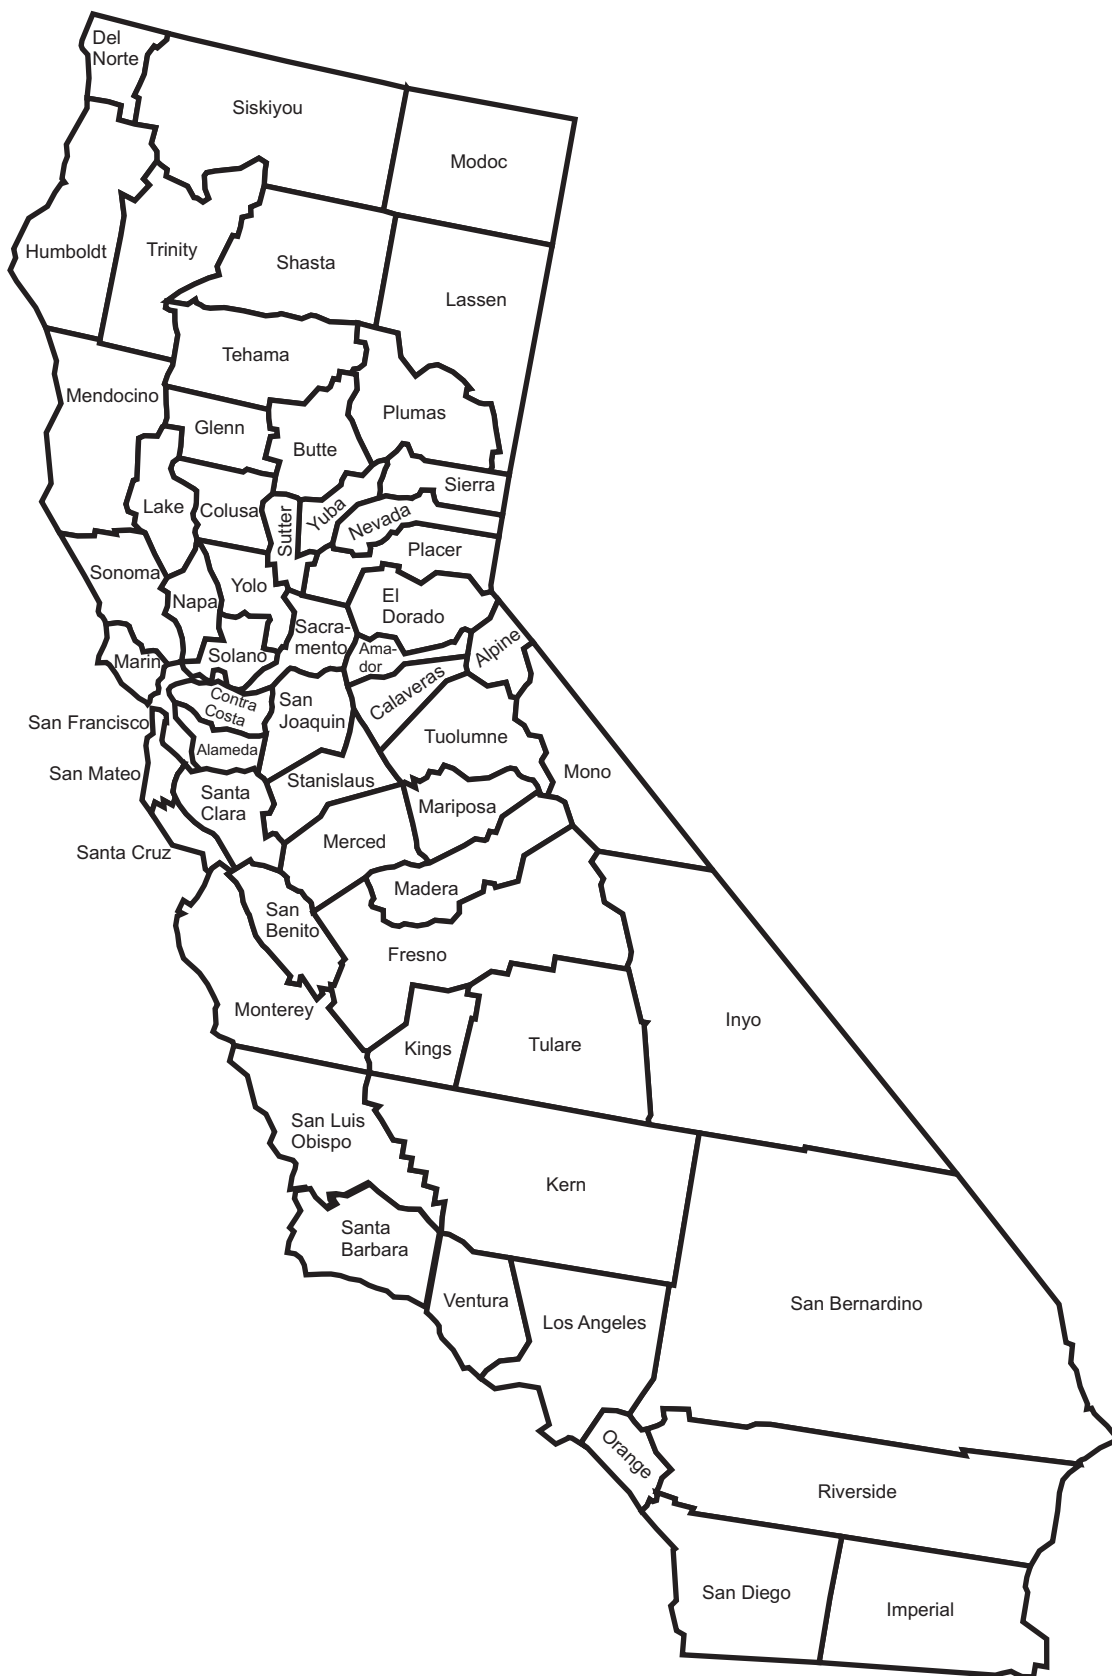 Del
Norte
Siskiyou
Modoc
Humboldt
Trinity
Shasta
Lassen
Tehama
Mendocino
Plumas
Glenn
Butte
Sierra
Lake
Colusa
Sutter
Yuba
Nevada
Placer
Sonoma
Napa
Yolo
El
Dorado
Sacra-
mento
Alpine
Marin
Solano
Ama-
dor
Calaveras
Contra
Costa
San
Joaquin
San Francisco
Alameda
Tuolumne
Mono
San Mateo
Stanislaus
Santa
Clara
Mariposa
Santa Cruz
Merced
Madera
San
Benito
Fresno
Monterey
Kings
Tulare
Inyo
San Luis
Obispo
Kern
Santa
Barbara
Ventura
Los Angeles
San Bernardino
Orange
Riverside
San Diego
Imperial